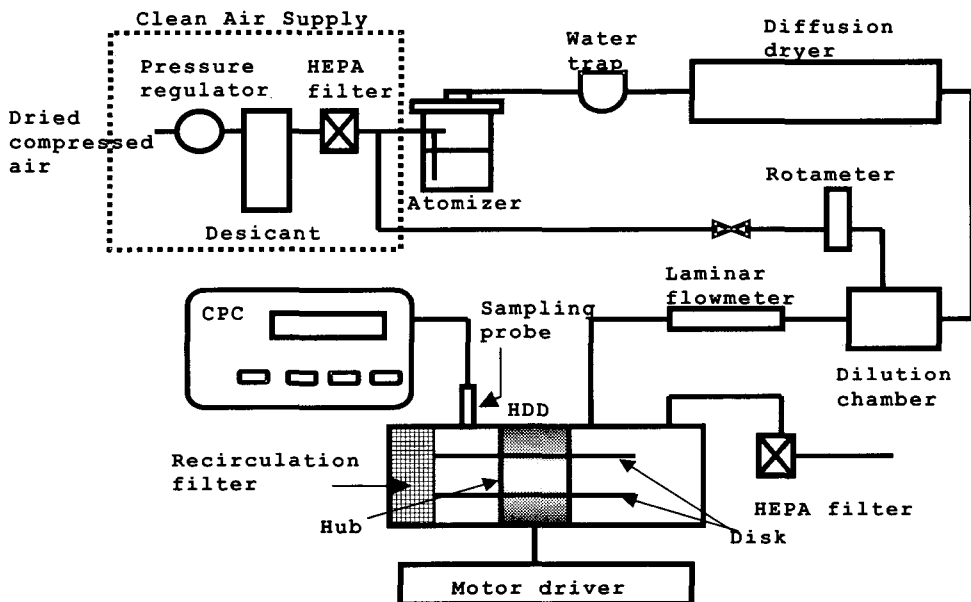 Clean Air Supply
Pressure
regulator
HEPA
filter
Dried
compressed
air
Desicant
Atomizer
Water
trap
Diffusion
dryer
Rotameter
Laminar
flowmeter
Dilution
chamber
CPC
Sampling
probe
HDD
Recirculation
filter
Hub
Disk
HEPA filter
Motor driver